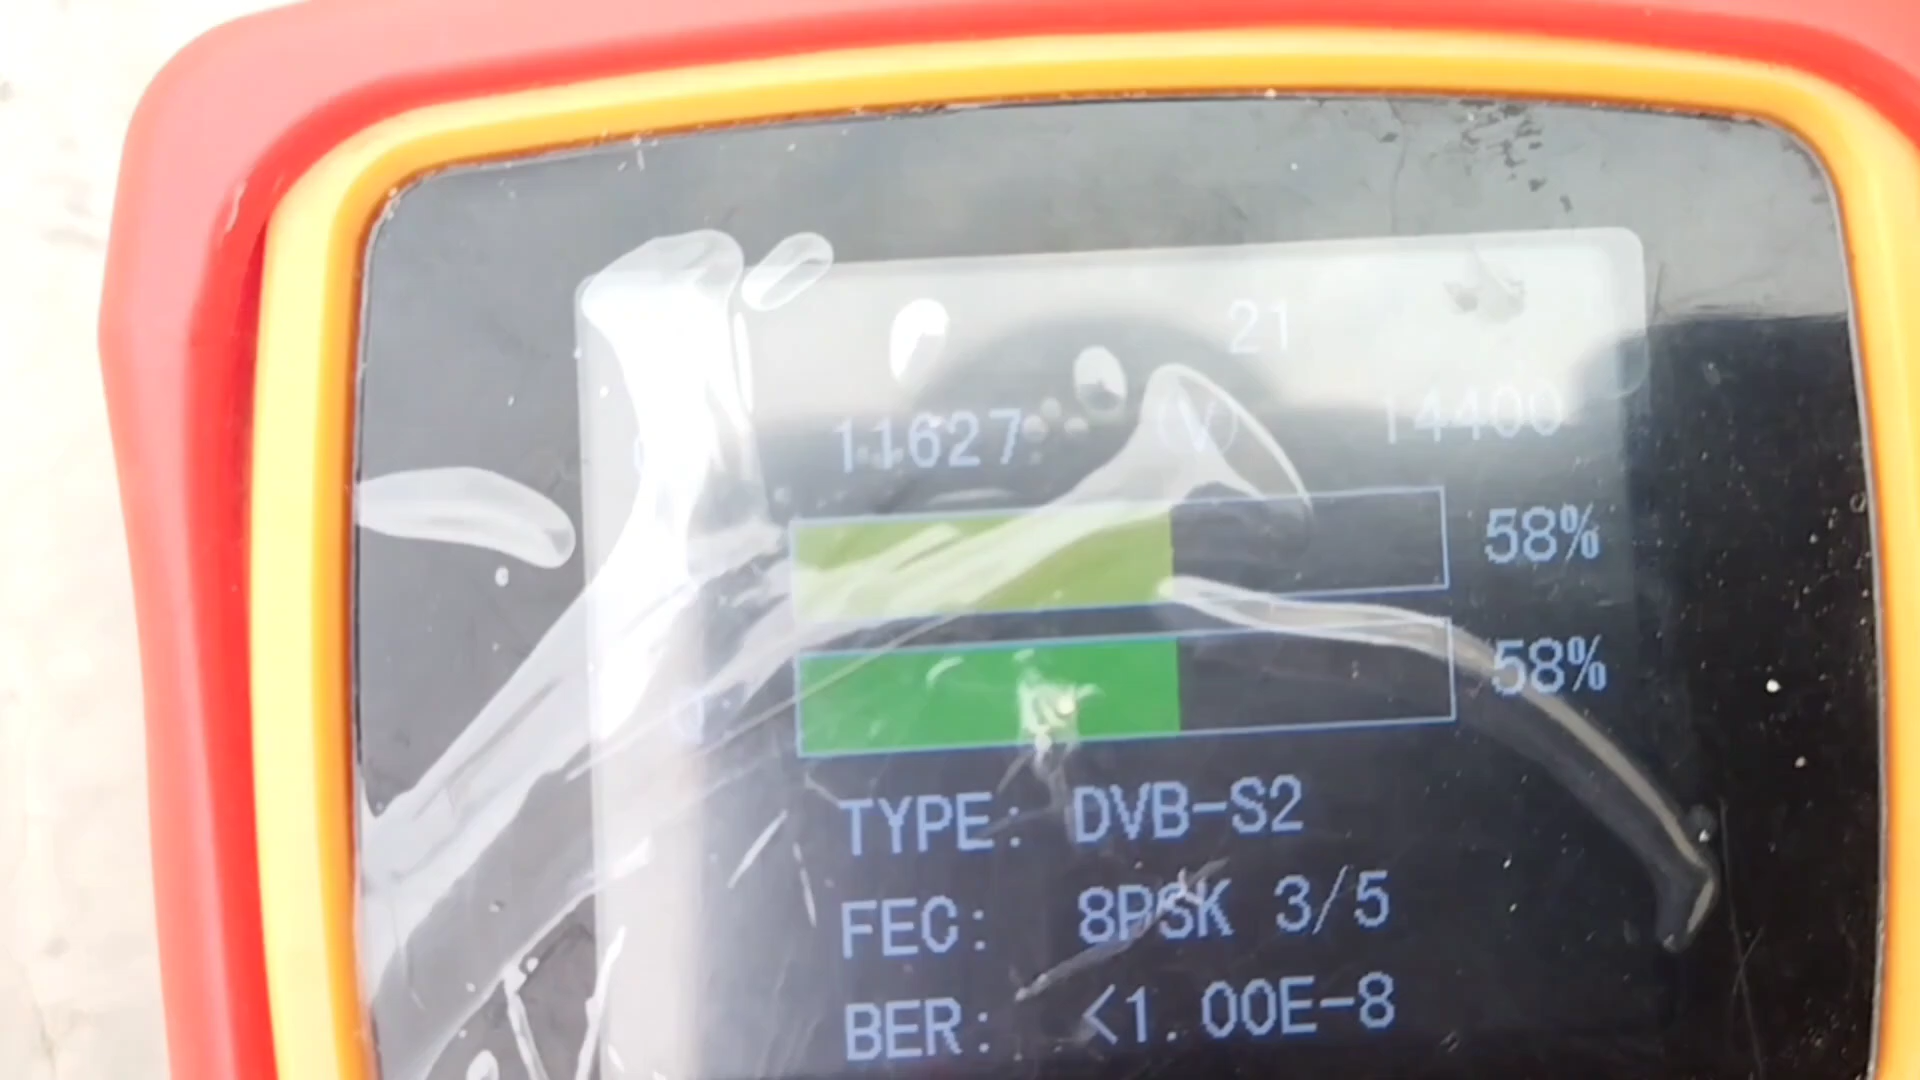 21
11627 V 14400
58%
58%
TYPE: DVB-S2
FEC: 8PSK 3/5
BER: <1.00E-8